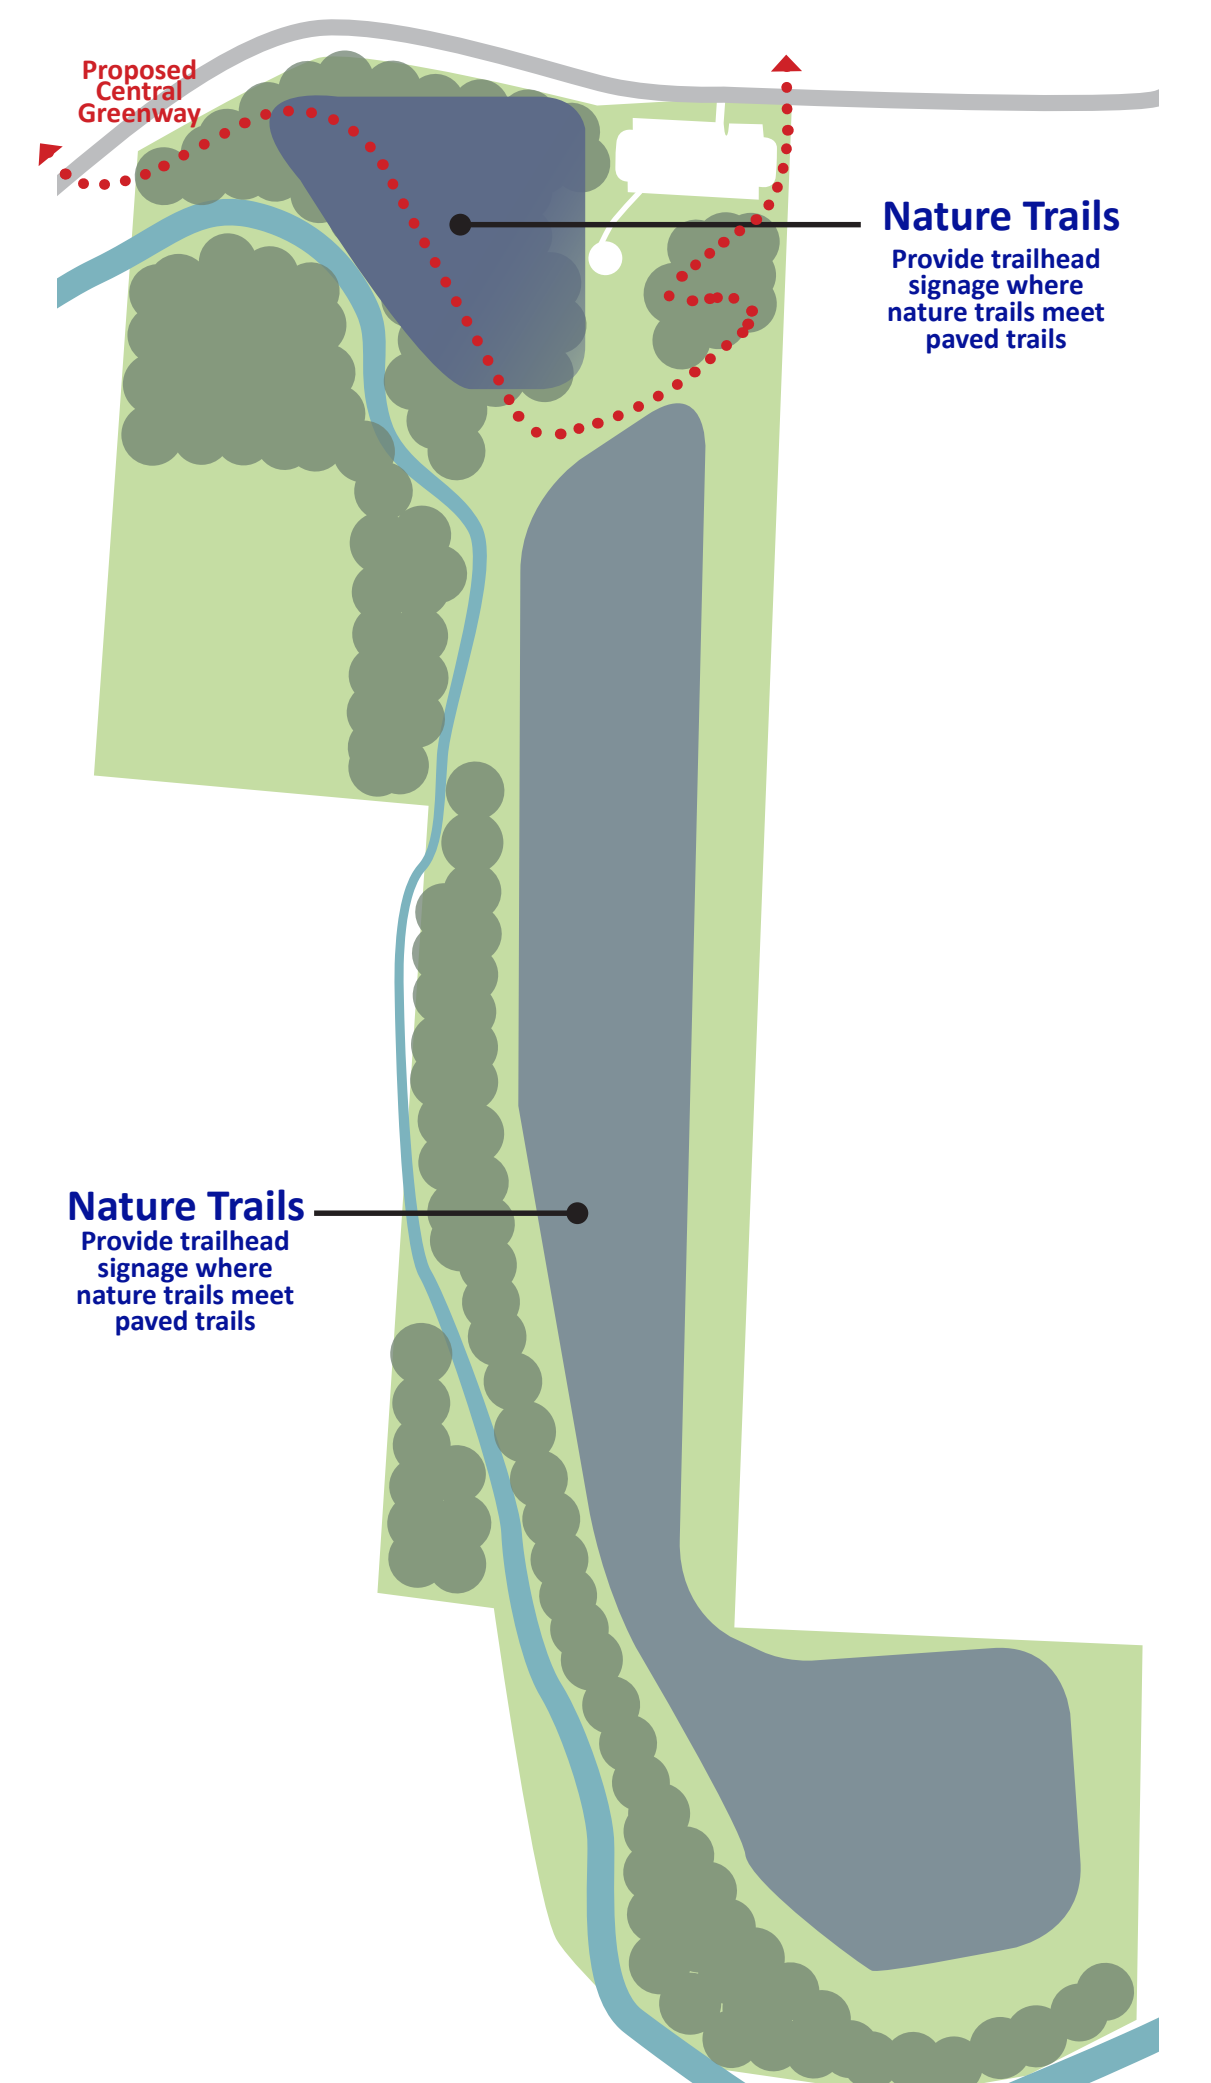 Proposed
Central
Greenway
Nature Trails
Provide trailhead
signage where
nature trails meet
paved trails
Nature Trails
Provide trailhead
signage where
nature trails meet
paved trails